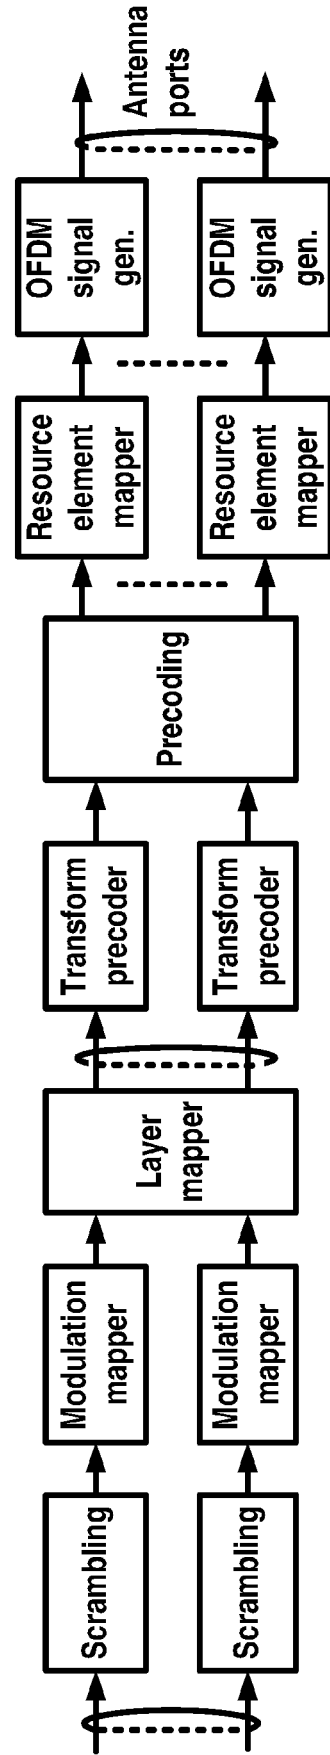 Scrambling
Scrambling
Modulation
mapper
Modulation
mapper
Layer
mapper
Transform
precoder
Transform
precoder
Precoding
Resource
element
mapper
Resource
element
mapper
OFDM
signal
gen.
OFDM
signal
gen.
Antenna
ports